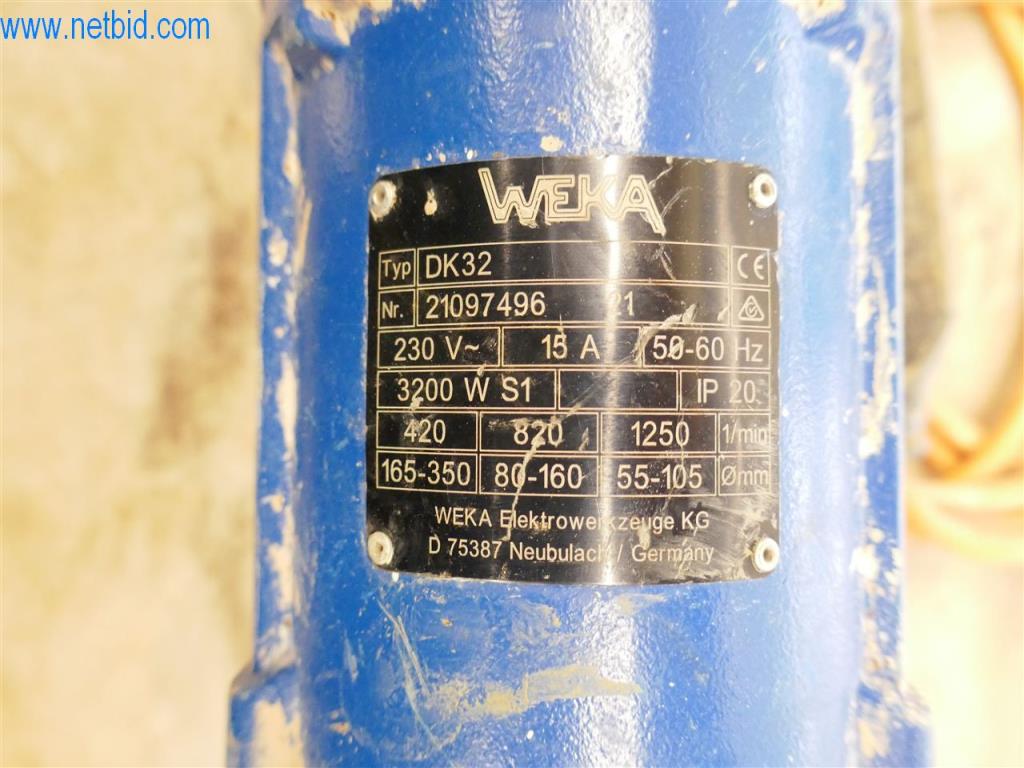 www.netbid.com
WEKA
Typ DK32 CE
Nr. 21097496 21
230 V~ 15 A 50-60 Hz
3200 W S1 IP 20
420 820 1250 1/min
165-350 80-160 55-105 Ømm
WEKA Elektrowerkzeuge KG
D 75387 Neubulach / Germany